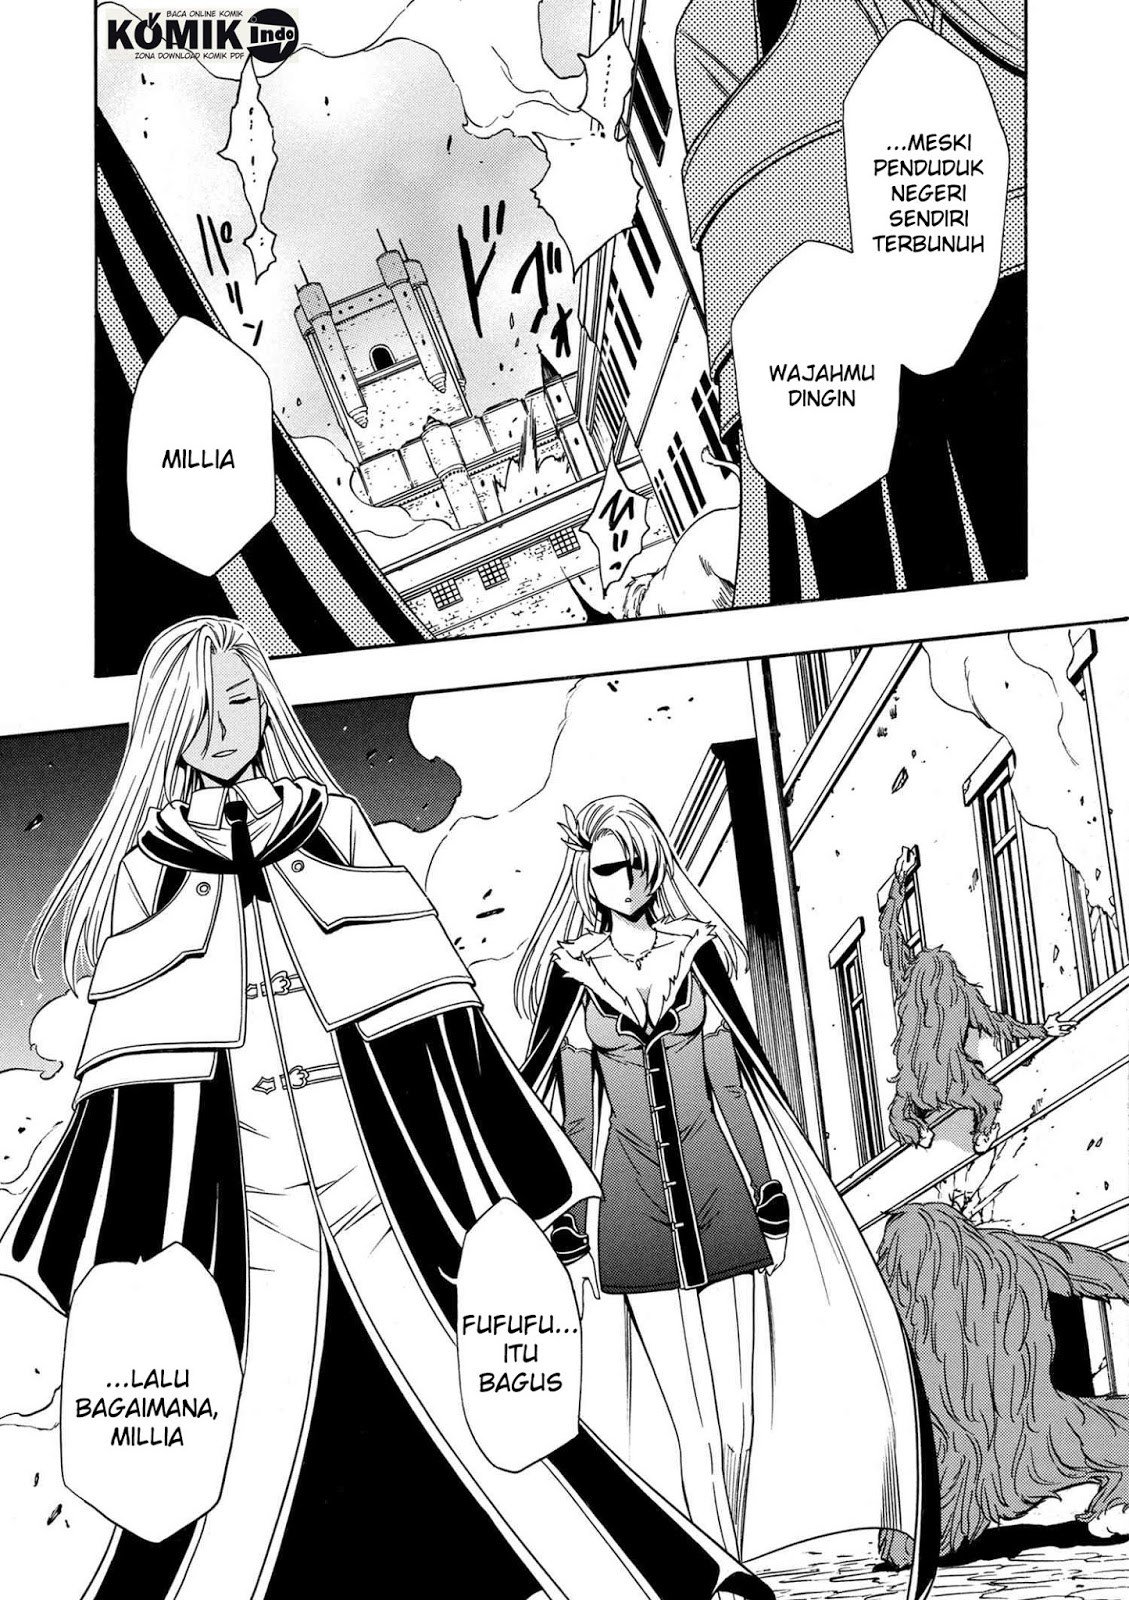 BACA ONLINE KOMIK
KOMIK indo
ZONA DOWNLOAD KOMIK PDF
...MESKI
PENDUDUK
NEGERI
SENDIRI
TERBUNUH
WAJAHMU
DINGIN
MILLIA
FUFUFU...
ITU
BAGUS
...LALU
BAGAIMANA,
MILLIA